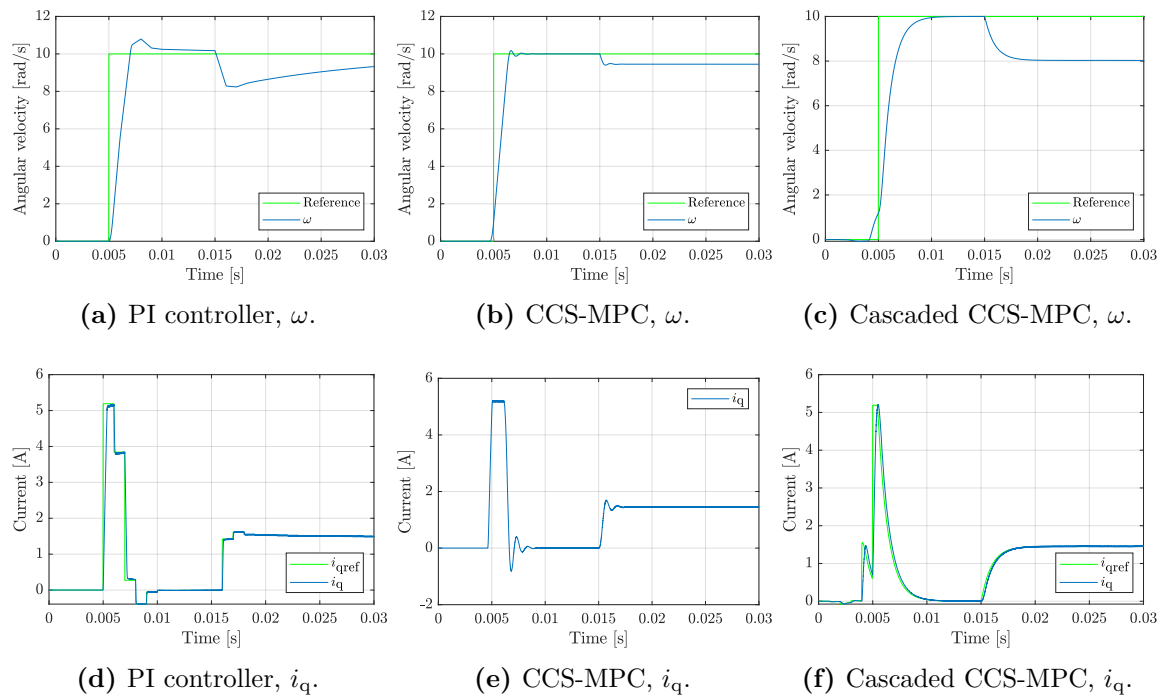 Angular velocity [rad/s]
12
10
8
6
4
2
0
0 0.005 0.01 0.015 0.02 0.025 0.03
Time [s]
Reference
ω
(a) PI controller, ω.
Angular velocity [rad/s]
12
10
8
6
4
2
0
0 0.005 0.01 0.015 0.02 0.025 0.03
Time [s]
Reference
ω
(b) CCS-MPC, ω.
Angular velocity [rad/s]
10
8
6
4
2
0
0 0.005 0.01 0.015 0.02 0.025 0.03
Time [s]
Reference
ω
(c) Cascaded CCS-MPC, ω.
Current [A]
6
5
4
3
2
1
0
0 0.005 0.01 0.015 0.02 0.025 0.03
Time [s]
iqref
iq
(d) PI controller, iq.
Current [A]
6
4
2
0
–2
0 0.005 0.01 0.015 0.02 0.025 0.03
Time [s]
iq
(e) CCS-MPC, iq.
Current [A]
6
5
4
3
2
1
0
0 0.005 0.01 0.015 0.02 0.025 0.03
Time [s]
iqref
iq
(f) Cascaded CCS-MPC, iq.